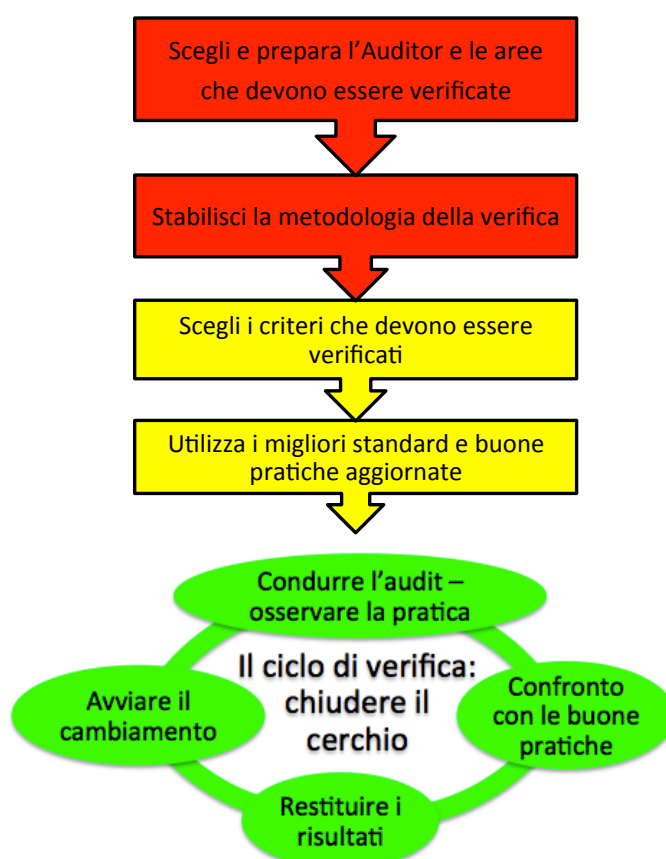 Scegli e prepara l'Auditor e le aree
che devono essere verificate
Stabilisci la metodologia della verifica
Scegli i criteri che devono essere
verificati
Utilizza i migliori standard e buone
pratiche aggiornate
Condurre l'audit –
osservare la pratica
Il ciclo di verifica:
chiudere il
cerchio
Avviare il
cambiamento
Confronto
con le buone
pratiche
Restituire i
risultati